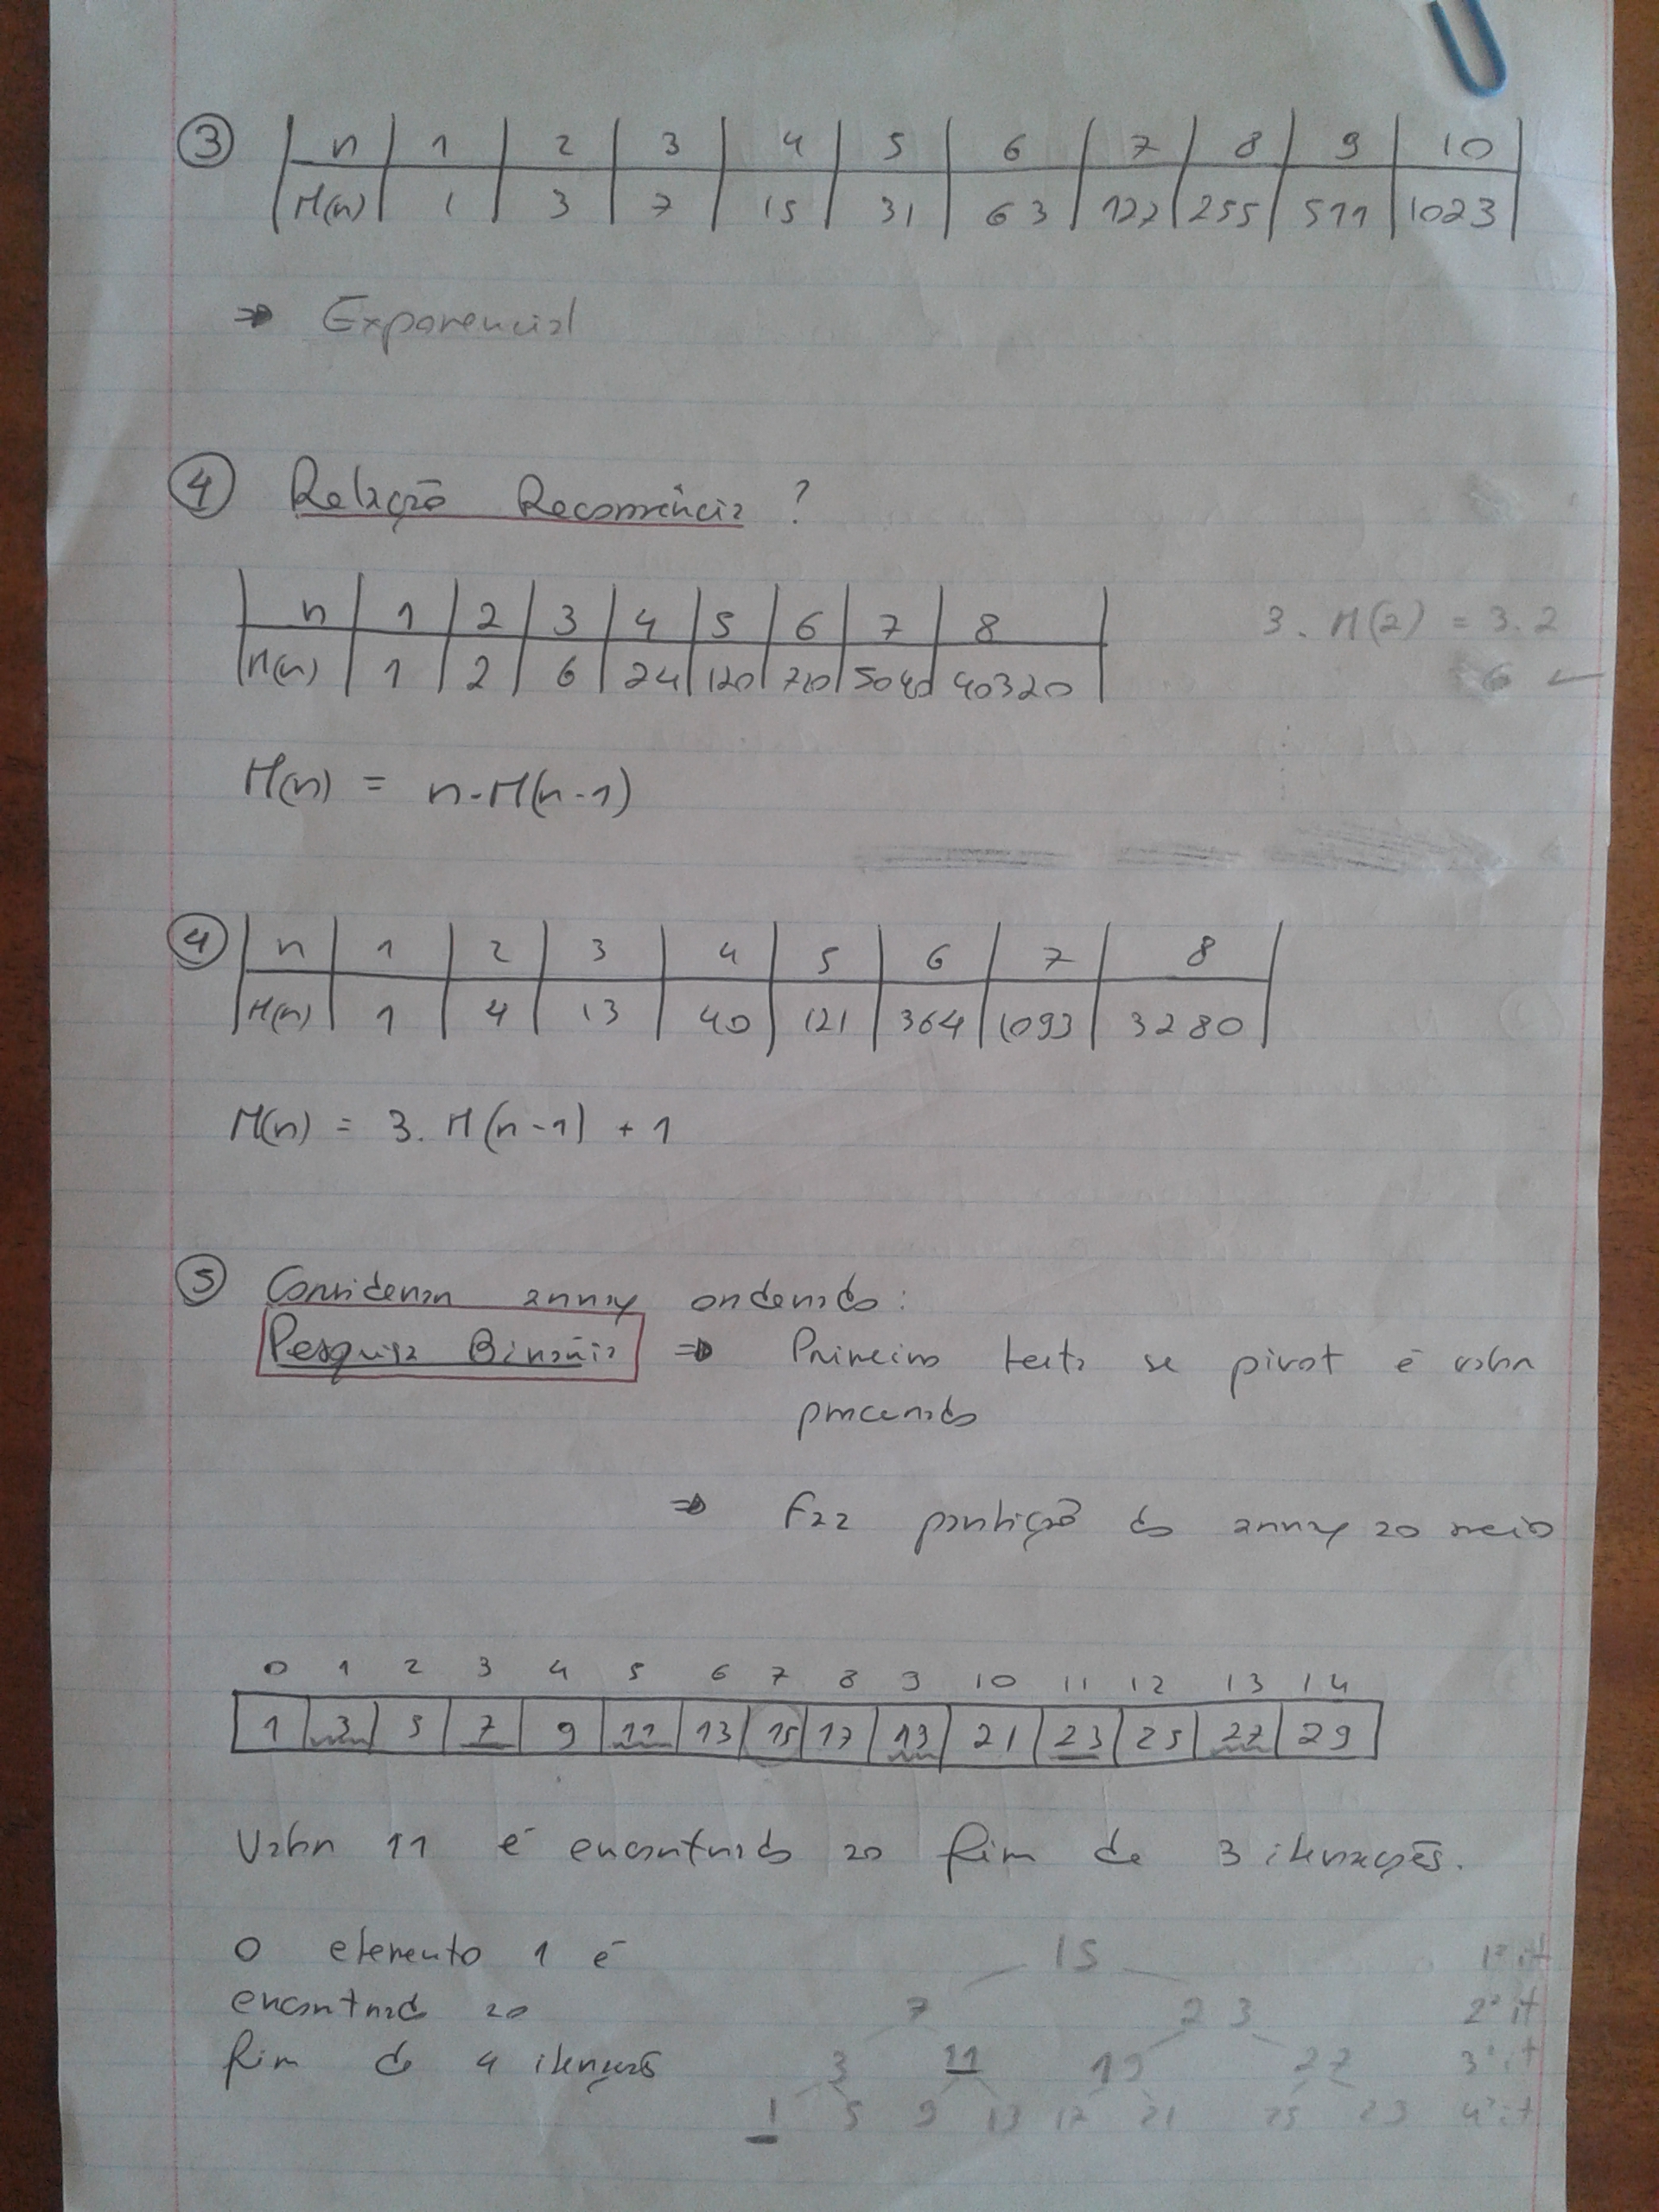 ③ n 1 2 3 4 5 6 7 8 9 10
M(n) 1 3 7 15 31 63 127 255 511 1023
⇒ Exponencial
④ Relação Recorrência ?
n 1 2 3 4 5 6 7 8
M(n) 1 2 6 24 120 720 5040 40320
3. M(2) = 3.2
6 ✓
M(n) = n.M(n-1)
④ n 1 2 3 4 5 6 7 8
M(n) 1 4 13 40 121 364 1093 3280
M(n) = 3. M(n-1) + 1
⑤ Considerar array ordenado:
Pesquisa Binária ⇒ Primeiro testa se pivot é valor
procurado
⇒ Faz partição do array ao meio
0 1 2 3 4 5 6 7 8 9 10 11 12 13 14
1 3 5 7 9 11 13 15 17 19 21 23 25 27 29
Valor 11 é encontrado ao fim de 3 iterações.
O elemento 1 é
encontrado ao
fim de 4 iterações
15 1ª it
7 23 2ª it
3 11 19 27 3ª it
1 5 9 13 17 21 25 29 4ª it